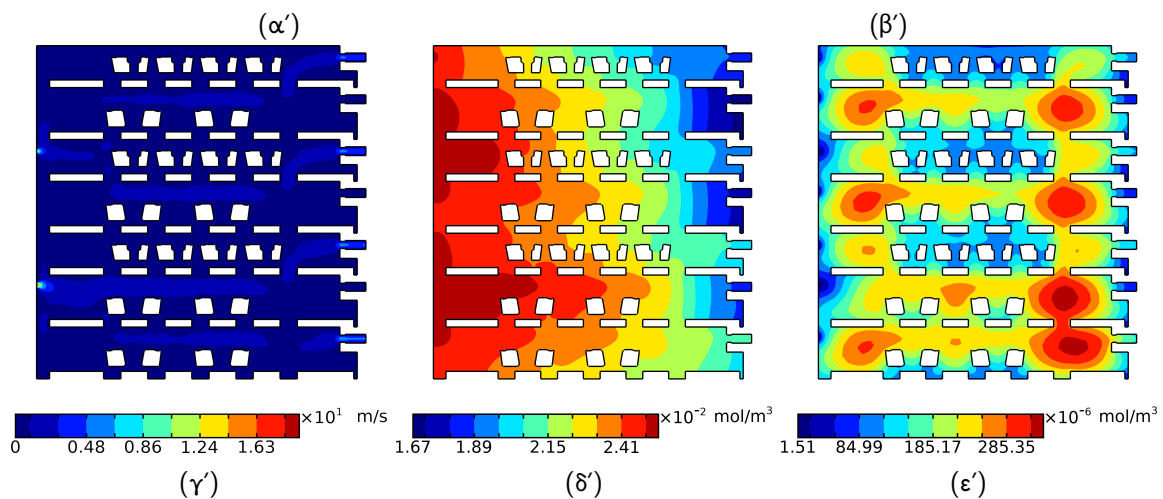 (α′) (β′)
×10¹ m/s ×10⁻² mol/m³ ×10⁻⁶ mol/m³
0 0.48 0.86 1.24 1.63 1.67 1.89 2.15 2.41 1.51 84.99 185.17 285.35
(γ′) (δ′) (ε′)